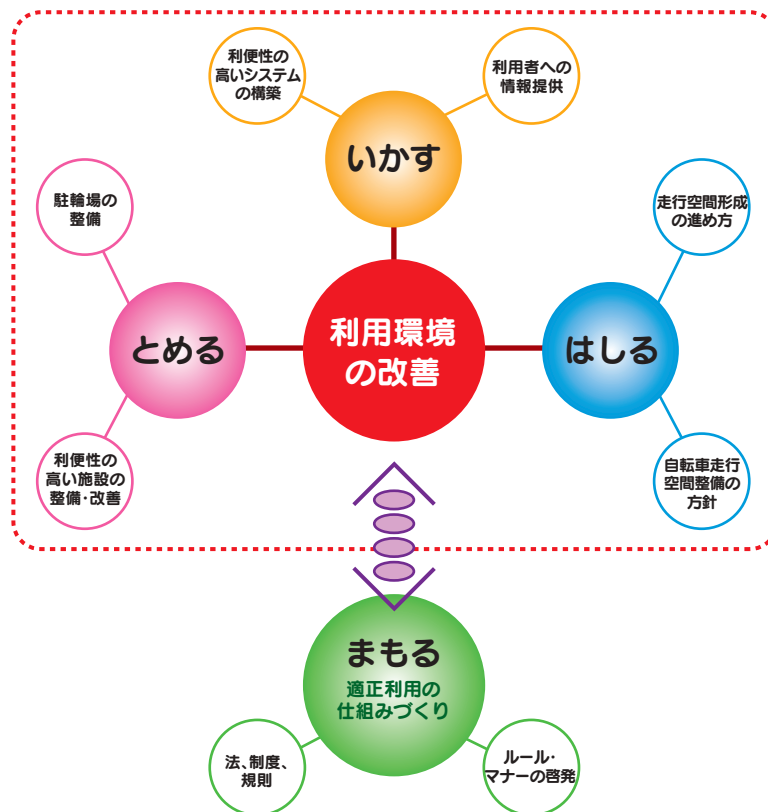 利便性の
高いシステム
の構築
利用者への
情報提供
いかす
駐輪場の
整備
走行空間形成
の進め方
とめる
利用環境
の改善
はしる
利便性の
高い施設の
整備・改善
自転車走行
空間整備の
方針
まもる
適正利用の
仕組みづくり
法、制度、
規則
ルール・
マナーの啓発